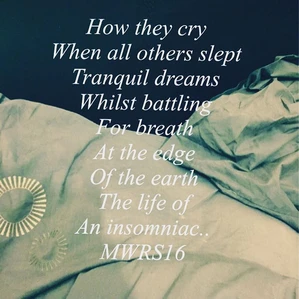 How they cry
When all others slept
Tranquil dreams
Whilst battling
For breath
At the edge
Of the earth
The life of
An insomniac..
MWRS16